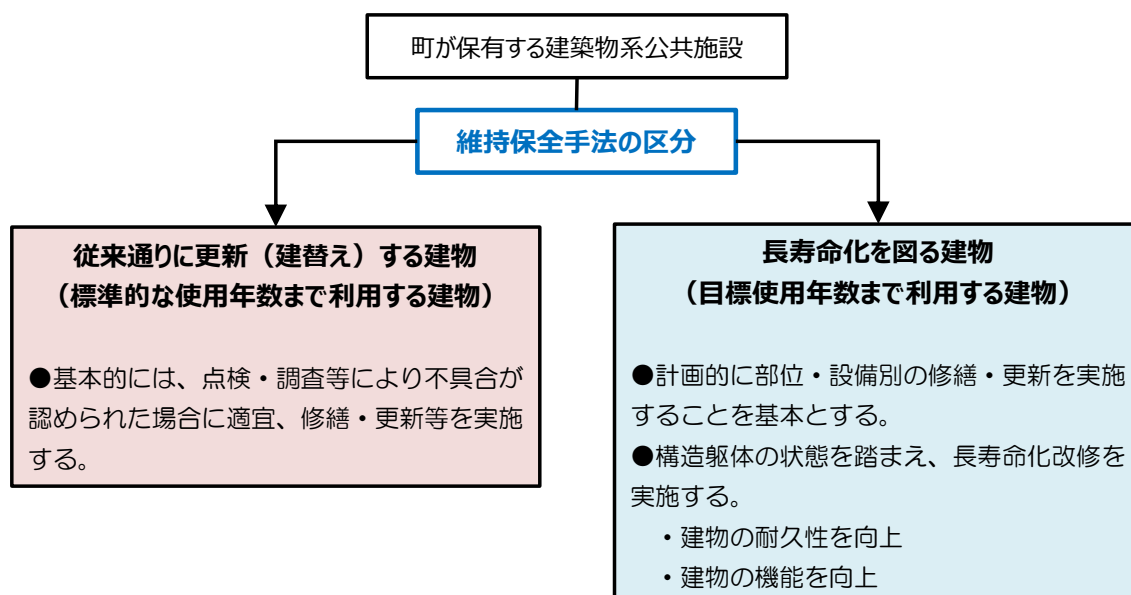 町が保有する建築物系公共施設
維持保全手法の区分
従来通りに更新（建替え）する建物
（標準的な使用年数まで利用する建物）
●基本的には、点検・調査等により不具合が
認められた場合に適宜、修繕・更新等を実施
する。
長寿命化を図る建物
（目標使用年数まで利用する建物）
●計画的に部位・設備別の修繕・更新を実施
することを基本とする。
●構造躯体の状態を踏まえ、長寿命化改修を
実施する。
・建物の耐久性を向上
・建物の機能を向上